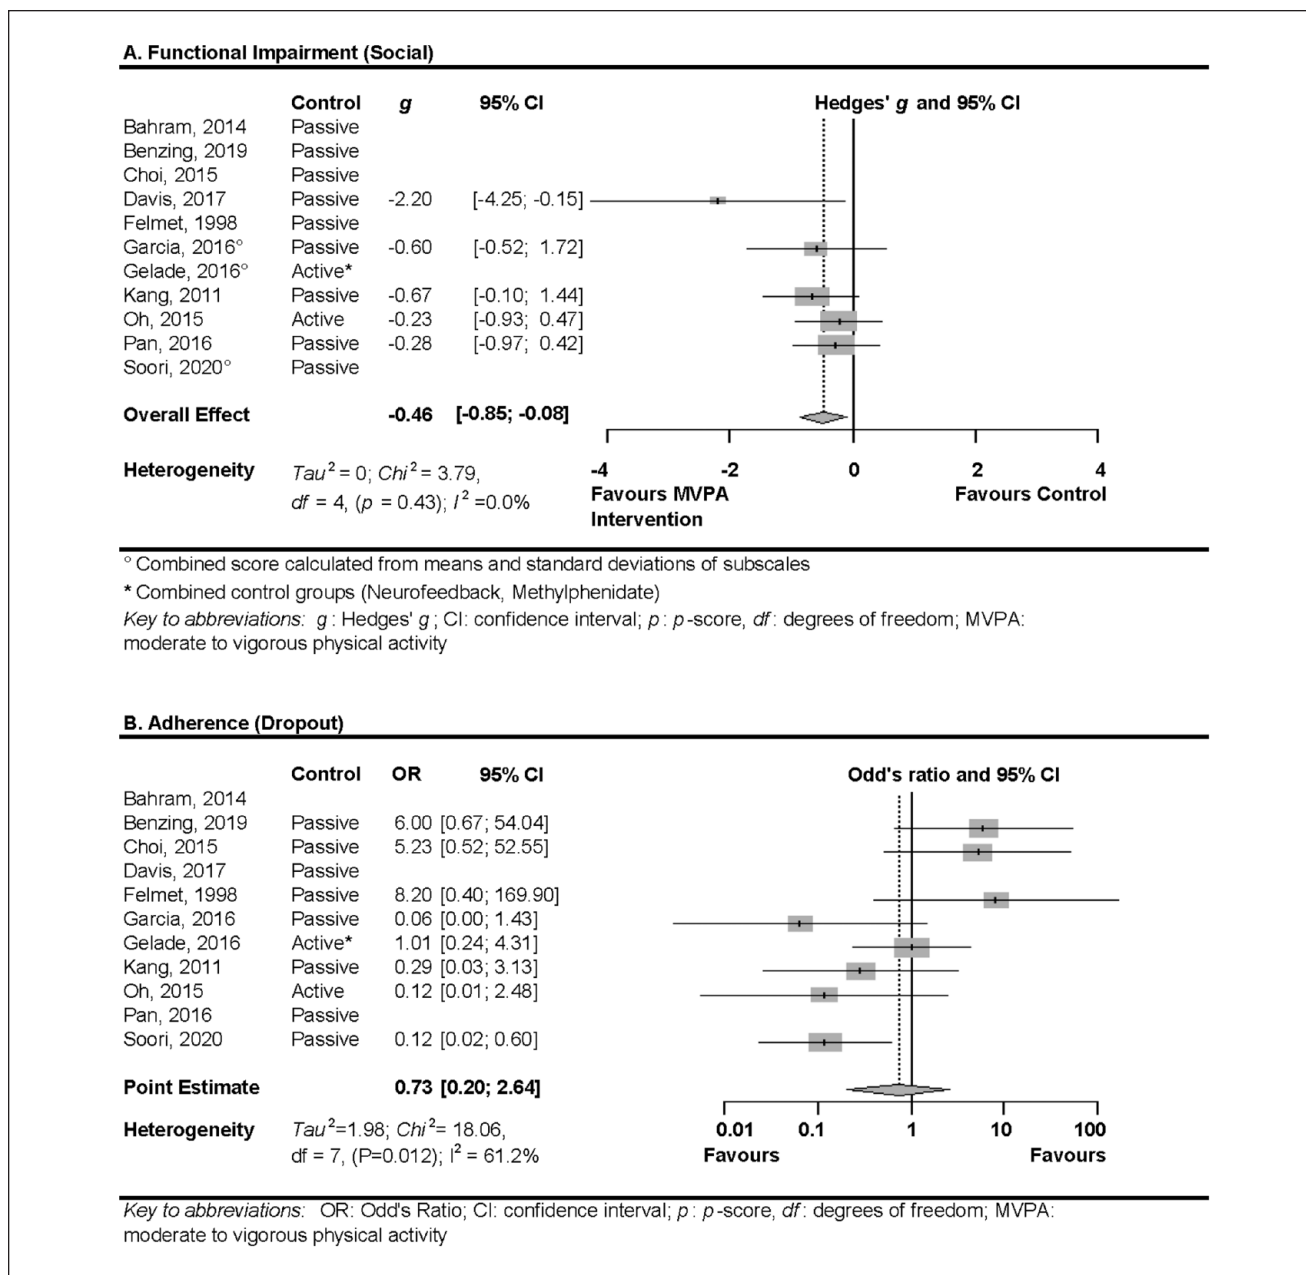 A. Functional Impairment (Social)
Control g 95% CI Hedges' g and 95% CI
Bahram, 2014 Passive
Benzing, 2019 Passive
Choi, 2015 Passive
Davis, 2017 Passive -2.20 [-4.25; -0.15]
Felmet, 1998 Passive
Garcia, 2016° Passive -0.60 [-0.52; 1.72]
Gelade, 2016° Active*
Kang, 2011 Passive -0.67 [-0.10; 1.44]
Oh, 2015 Active -0.23 [-0.93; 0.47]
Pan, 2016 Passive -0.28 [-0.97; 0.42]
Soori, 2020° Passive
Overall Effect -0.46 [-0.85; -0.08]
-4 -2 0 2 4
Heterogeneity Tau² = 0; Chi² = 3.79,
df = 4, (p = 0.43); I² =0.0%
Favours MVPA Favours Control
Intervention
° Combined score calculated from means and standard deviations of subscales
* Combined control groups (Neurofeedback, Methylphenidate)
Key to abbreviations: g: Hedges' g; CI: confidence interval; p: p-score, df: degrees of freedom; MVPA:
moderate to vigorous physical activity
B. Adherence (Dropout)
Control OR 95% CI Odd's ratio and 95% CI
Bahram, 2014
Benzing, 2019 Passive 6.00 [0.67; 54.04]
Choi, 2015 Passive 5.23 [0.52; 52.55]
Davis, 2017 Passive
Felmet, 1998 Passive 8.20 [0.40; 169.90]
Garcia, 2016 Passive 0.06 [0.00; 1.43]
Gelade, 2016 Active* 1.01 [0.24; 4.31]
Kang, 2011 Passive 0.29 [0.03; 3.13]
Oh, 2015 Active 0.12 [0.01; 2.48]
Pan, 2016 Passive
Soori, 2020 Passive 0.12 [0.02; 0.60]
Point Estimate 0.73 [0.20; 2.64]
Heterogeneity Tau²=1.98; Chi²= 18.06,
df = 7, (P=0.012); I² = 61.2%
0.01 0.1 1 10 100
Favours Favours
Key to abbreviations: OR: Odd's Ratio; CI: confidence interval; p: p-score, df: degrees of freedom; MVPA:
moderate to vigorous physical activity